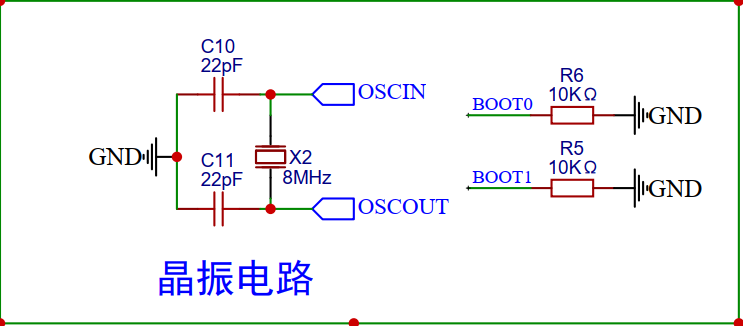 C10
22pF
OSCIN
GND
C11
22pF
X2
8MHz
OSCOUT
R6
10KΩ
BOOT0
GND
R5
10KΩ
BOOT1
GND
晶振电路